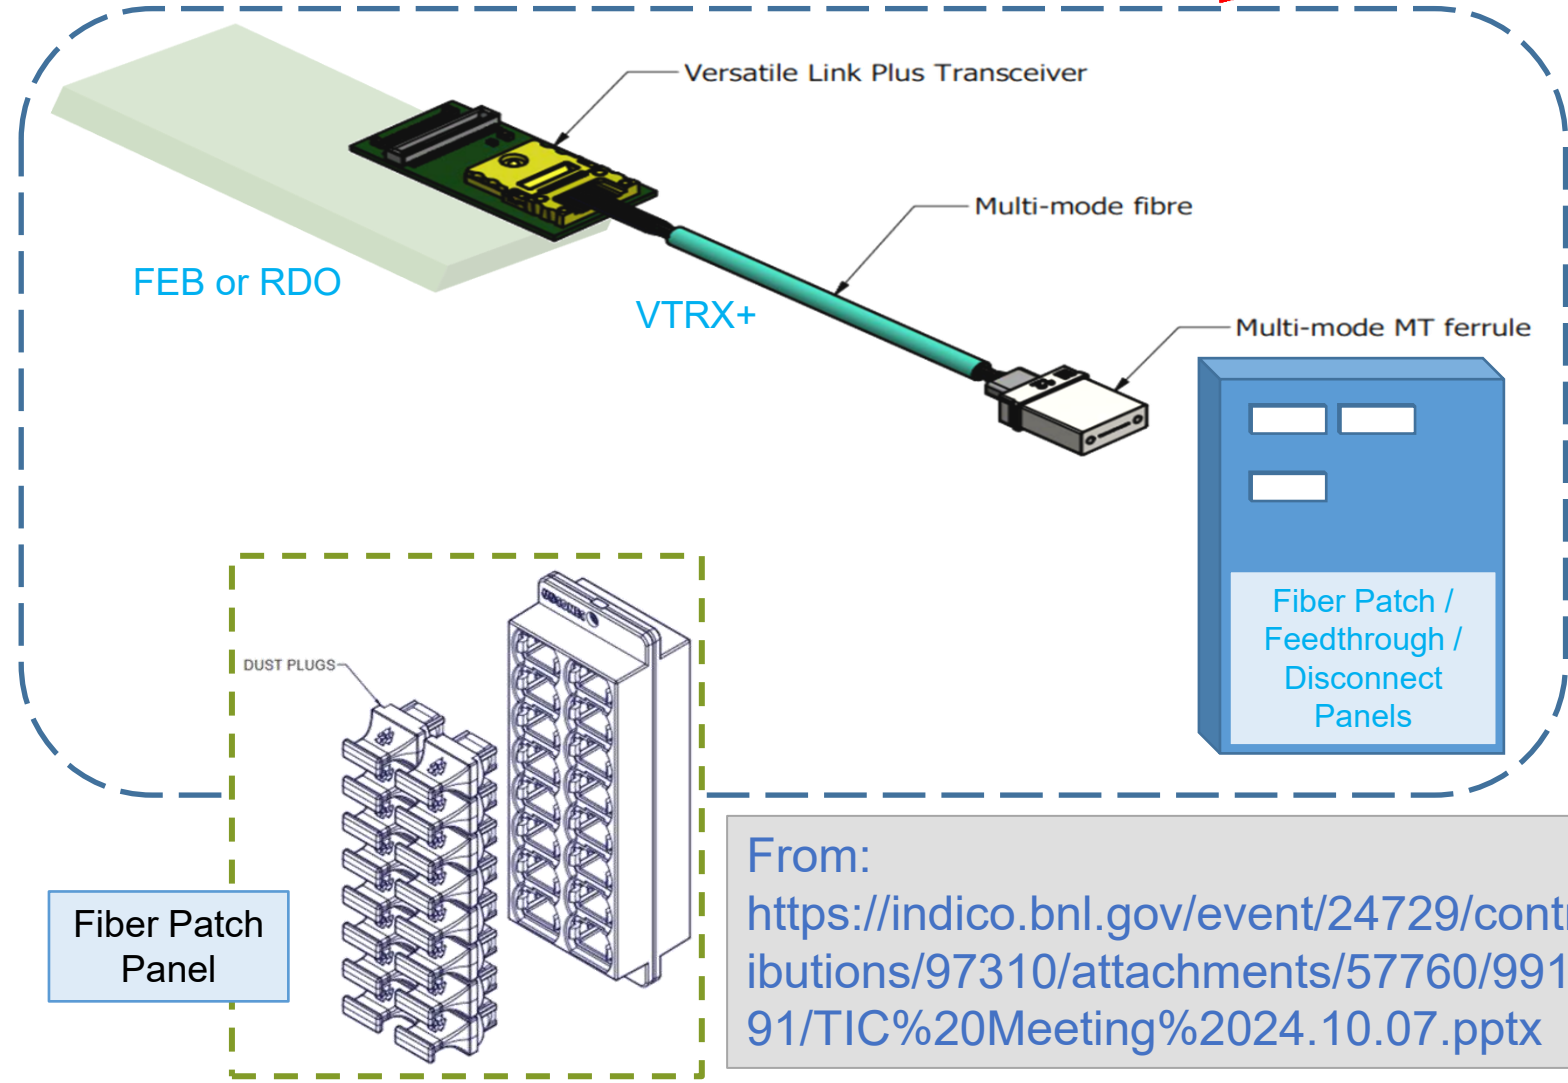 Versatile Link Plus Transceiver
Multi-mode fibre
FEB or RDO
VTRX+
Multi-mode MT ferrule
Fiber Patch /
Feedthrough /
Disconnect
Panels
DUST PLUGS
Fiber Patch
Panel
From:
https://indico.bnl.gov/event/24729/contr
ibutions/97310/attachments/57760/991
91/TIC%20Meeting%2024.10.07.pptx